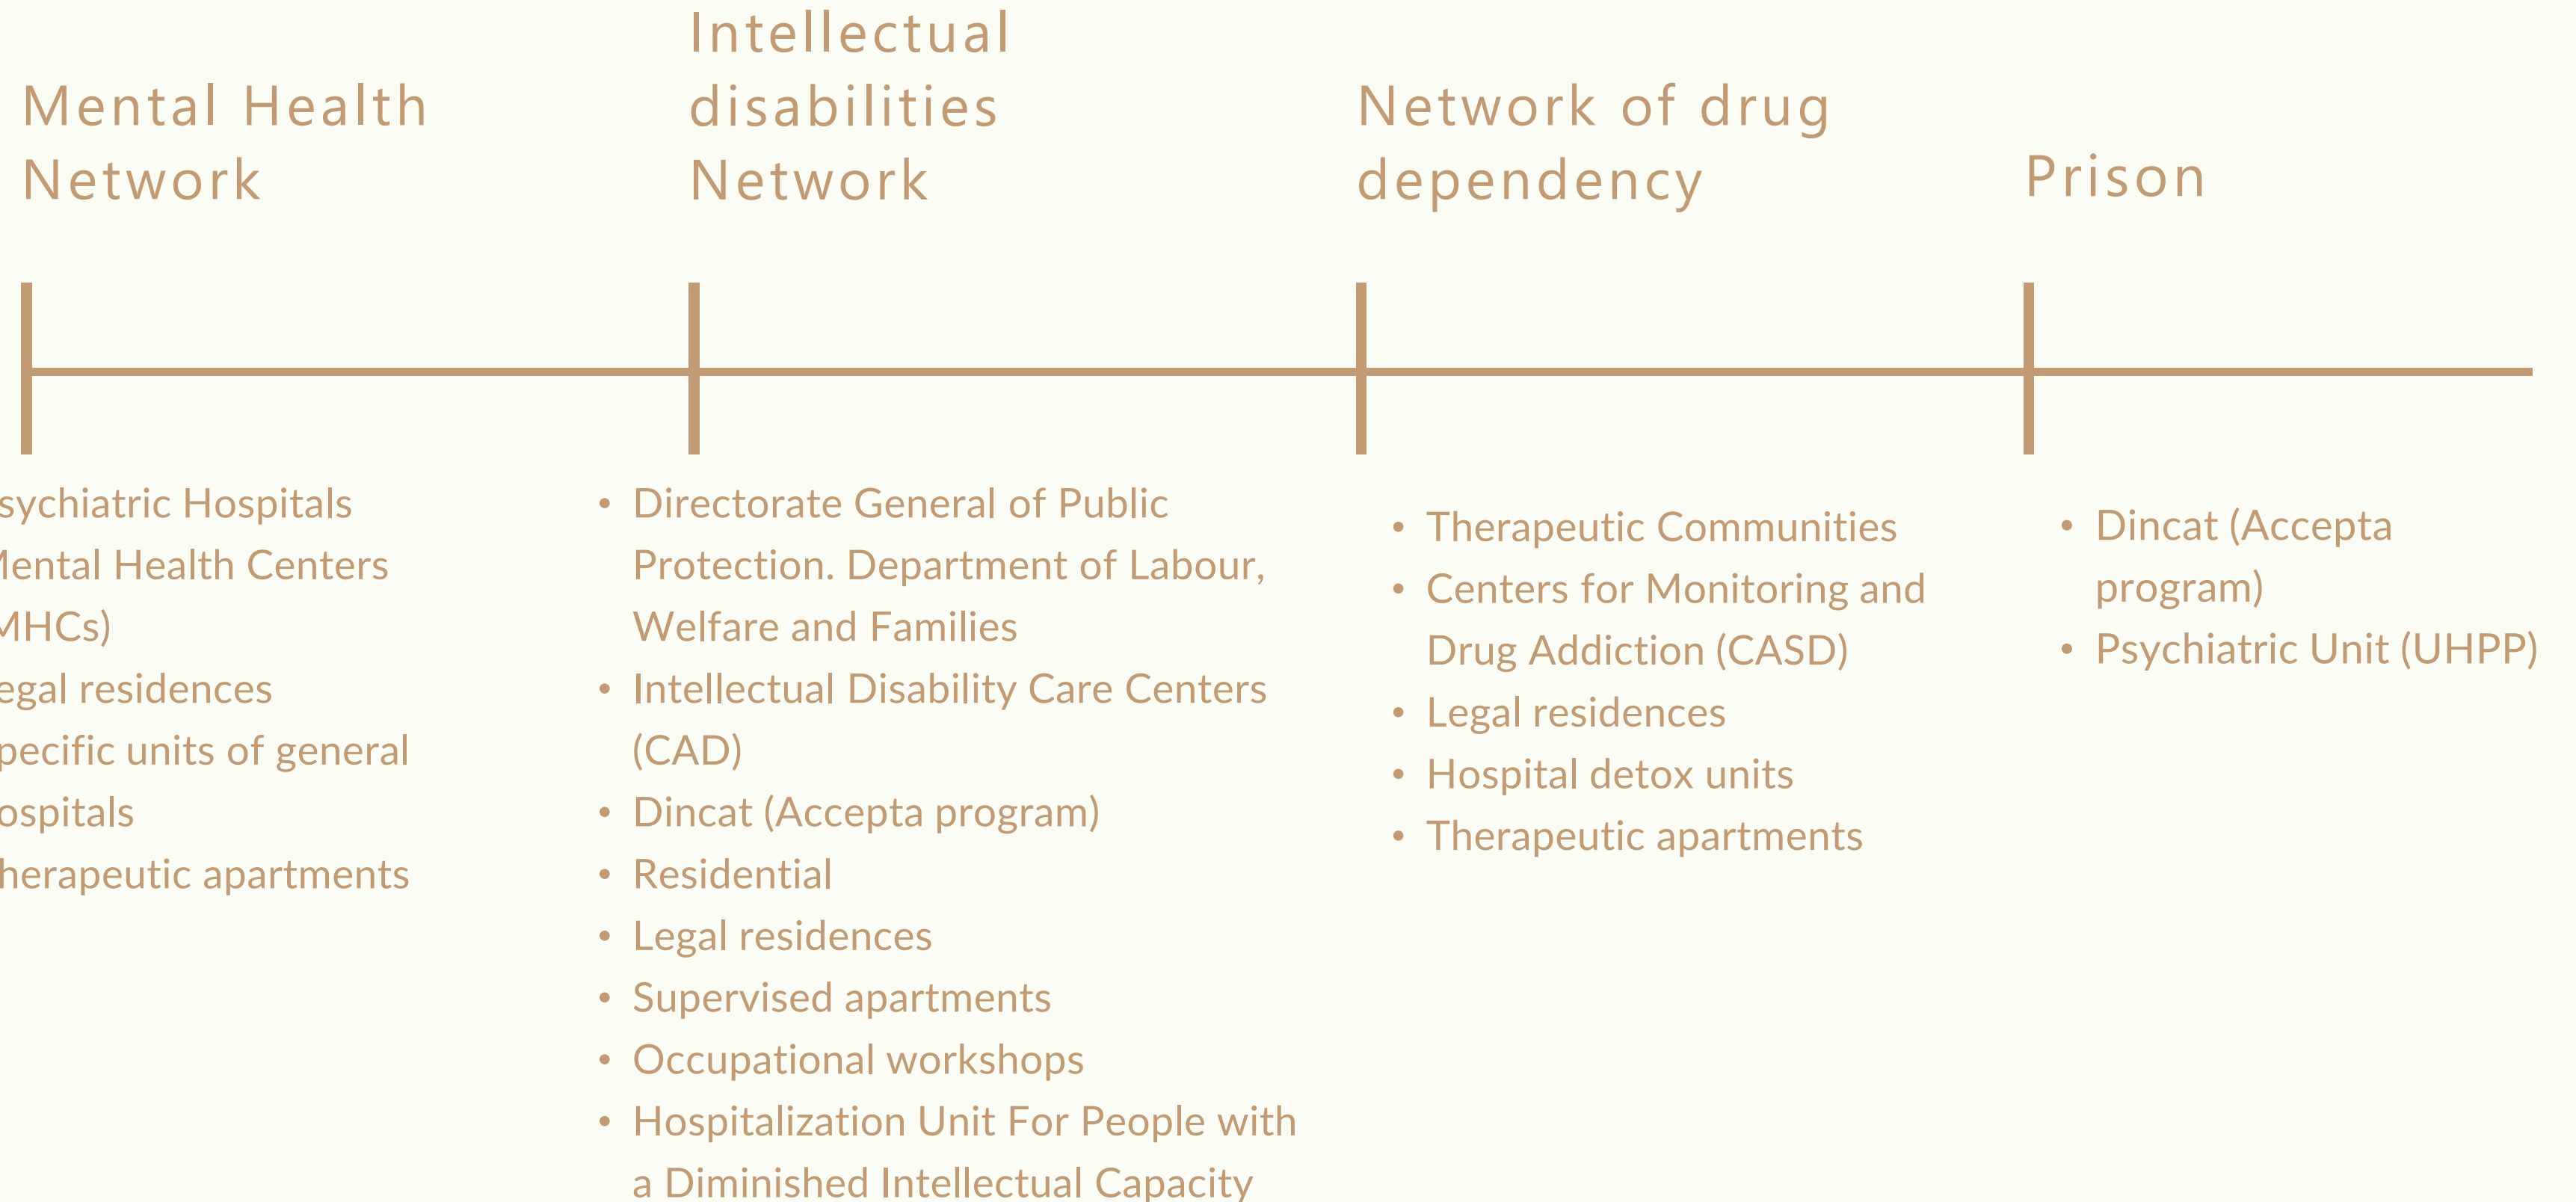 Mental Health
Network
Intellectual
disabilities
Network
Network of drug
dependency
Prison
sychiatric Hospitals
Mental Health Centers
MHCs)
egal residences
pecific units of general
ospitals
herapeutic apartments
• Directorate General of Public
Protection. Department of Labour,
Welfare and Families
• Intellectual Disability Care Centers
(CAD)
• Dincat (Accepta program)
• Residential
• Legal residences
• Supervised apartments
• Occupational workshops
• Hospitalization Unit For People with
a Diminished Intellectual Capacity
• Therapeutic Communities
• Centers for Monitoring and
Drug Addiction (CASD)
• Legal residences
• Hospital detox units
• Therapeutic apartments
• Dincat (Accepta
program)
• Psychiatric Unit (UHPP)